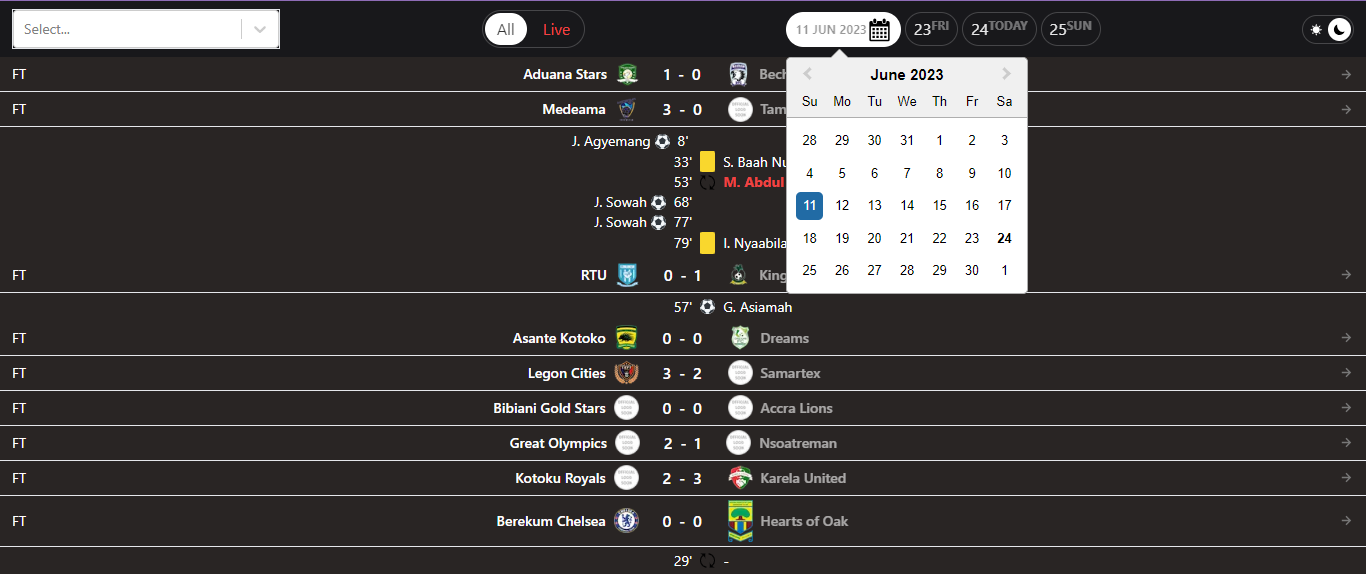 Select...
All Live
11 JUN 2023 23FRI 24TODAY 25SUN
FT Aduana Stars 1 - 0 Bech
FT Medeama 3 - 0 Tam
J. Agyemang 8'
33' S. Baah Nu
53' M. Abdul
J. Sowah 68'
J. Sowah 77'
79' I. Nyaabila
FT RTU 0 - 1 King
57' G. Asiamah
FT Asante Kotoko 0 - 0 Dreams
FT Legon Cities 3 - 2 Samartex
FT Bibiani Gold Stars 0 - 0 Accra Lions
FT Great Olympics 2 - 1 Nsoatreman
FT Kotoku Royals 2 - 3 Karela United
FT Berekum Chelsea 0 - 0 Hearts of Oak
29' -
June 2023
Su Mo Tu We Th Fr Sa
28 29 30 31 1 2 3
4 5 6 7 8 9 10
11 12 13 14 15 16 17
18 19 20 21 22 23 24
25 26 27 28 29 30 1